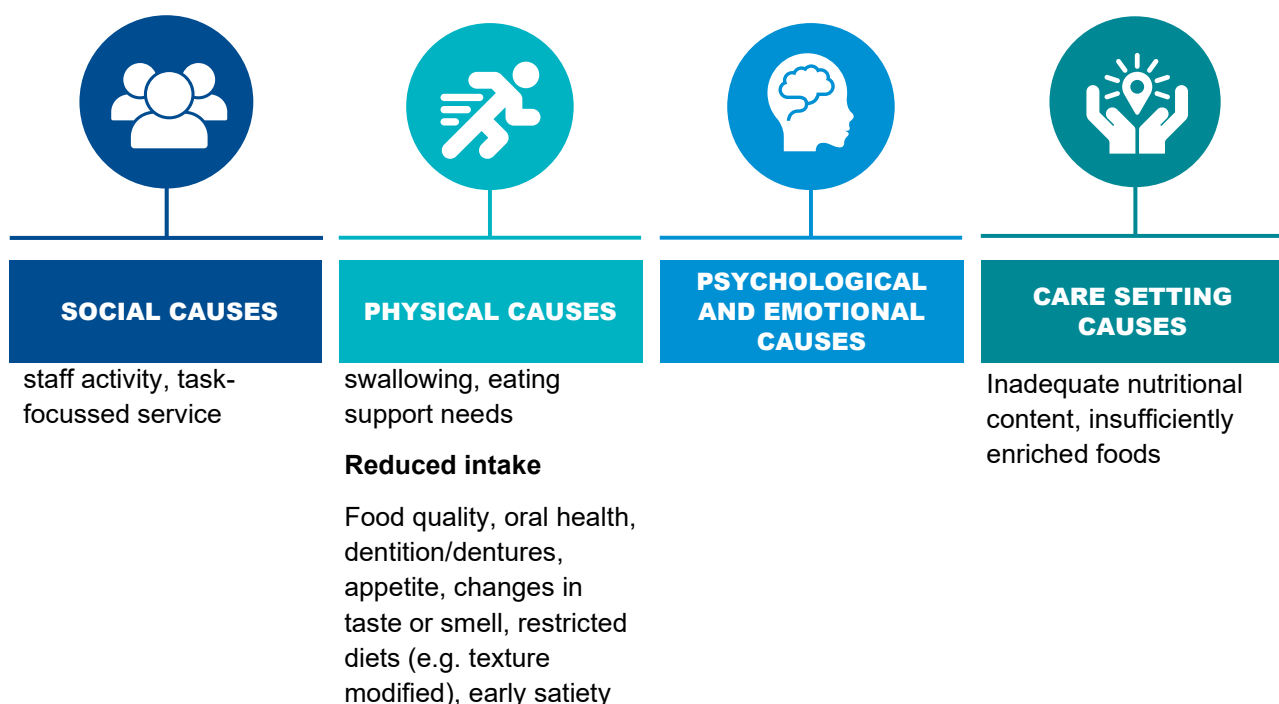 SOCIAL CAUSES
staff activity, task-
focussed service
PHYSICAL CAUSES
swallowing, eating
support needs
Reduced intake
Food quality, oral health,
dentition/dentures,
appetite, changes in
taste or smell, restricted
diets (e.g. texture
modified), early satiety
PSYCHOLOGICAL
AND EMOTIONAL
CAUSES
CARE SETTING
CAUSES
Inadequate nutritional
content, insufficiently
enriched foods